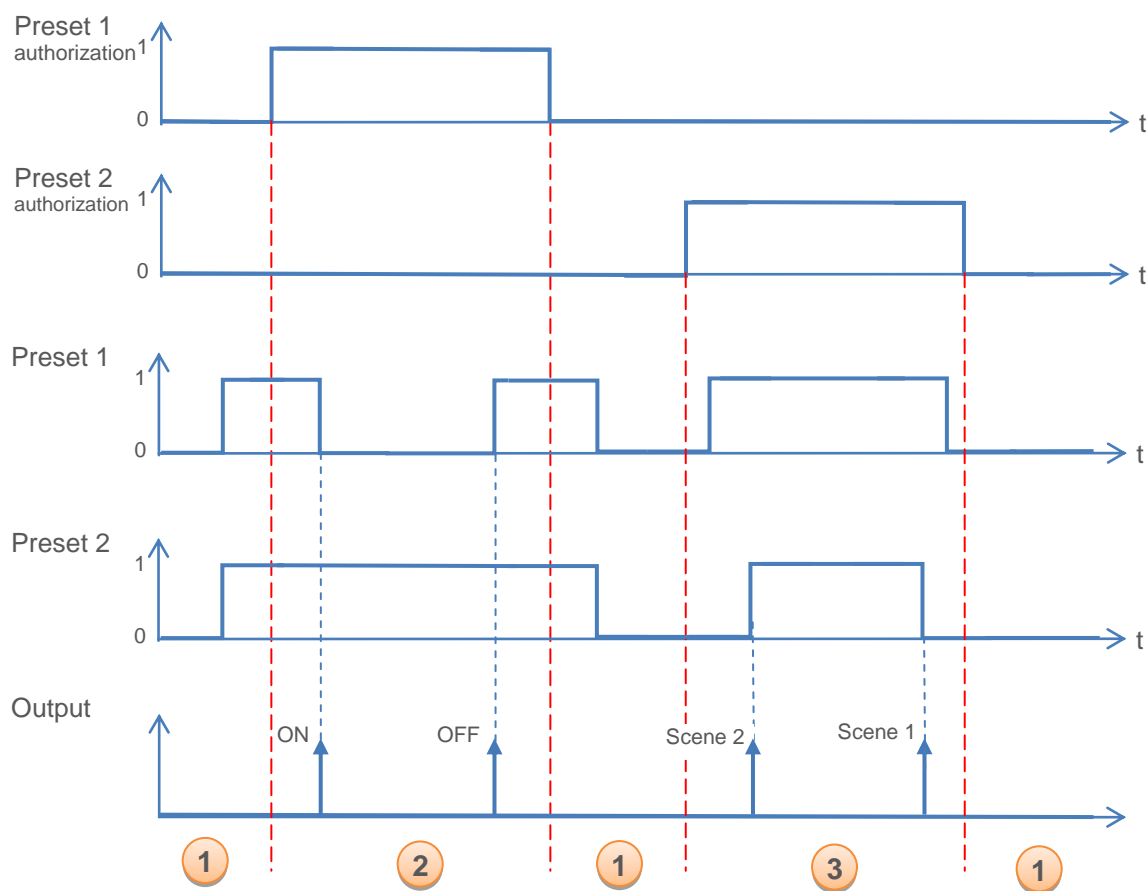 Preset 1
authorization
1
0
t
Preset 2
authorization
1
0
t
Preset 1
1
0
t
Preset 2
1
0
t
Output
ON
OFF
Scene 2
Scene 1
1
2
1
3
1